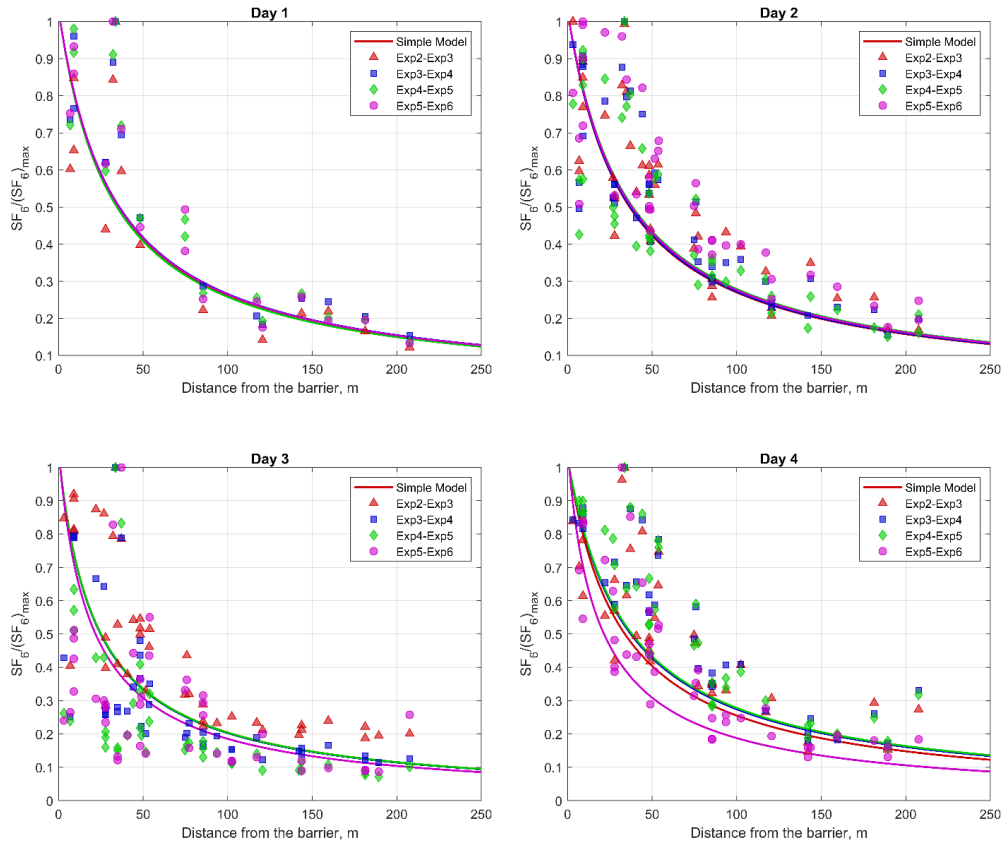 Day 1
1
0.9
0.8
0.7
0.6
0.5
0.4
0.3
0.2
0.1
SF6/(SF6)max
0
50
100
150
200
250
Distance from the barrier, m
Simple Model
Exp2-Exp3
Exp3-Exp4
Exp4-Exp5
Exp5-Exp6
Day 2
1
0.9
0.8
0.7
0.6
0.5
0.4
0.3
0.2
0.1
SF6/(SF6)max
0
50
100
150
200
250
Distance from the barrier, m
Simple Model
Exp2-Exp3
Exp3-Exp4
Exp4-Exp5
Exp5-Exp6
Day 3
1
0.9
0.8
0.7
0.6
0.5
0.4
0.3
0.2
0.1
0
SF6/(SF6)max
0
50
100
150
200
250
Distance from the barrier, m
Simple Model
Exp2-Exp3
Exp3-Exp4
Exp4-Exp5
Exp5-Exp6
Day 4
1
0.9
0.8
0.7
0.6
0.5
0.4
0.3
0.2
0.1
0
SF6/(SF6)max
0
50
100
150
200
250
Distance from the barrier, m
Simple Model
Exp2-Exp3
Exp3-Exp4
Exp4-Exp5
Exp5-Exp6